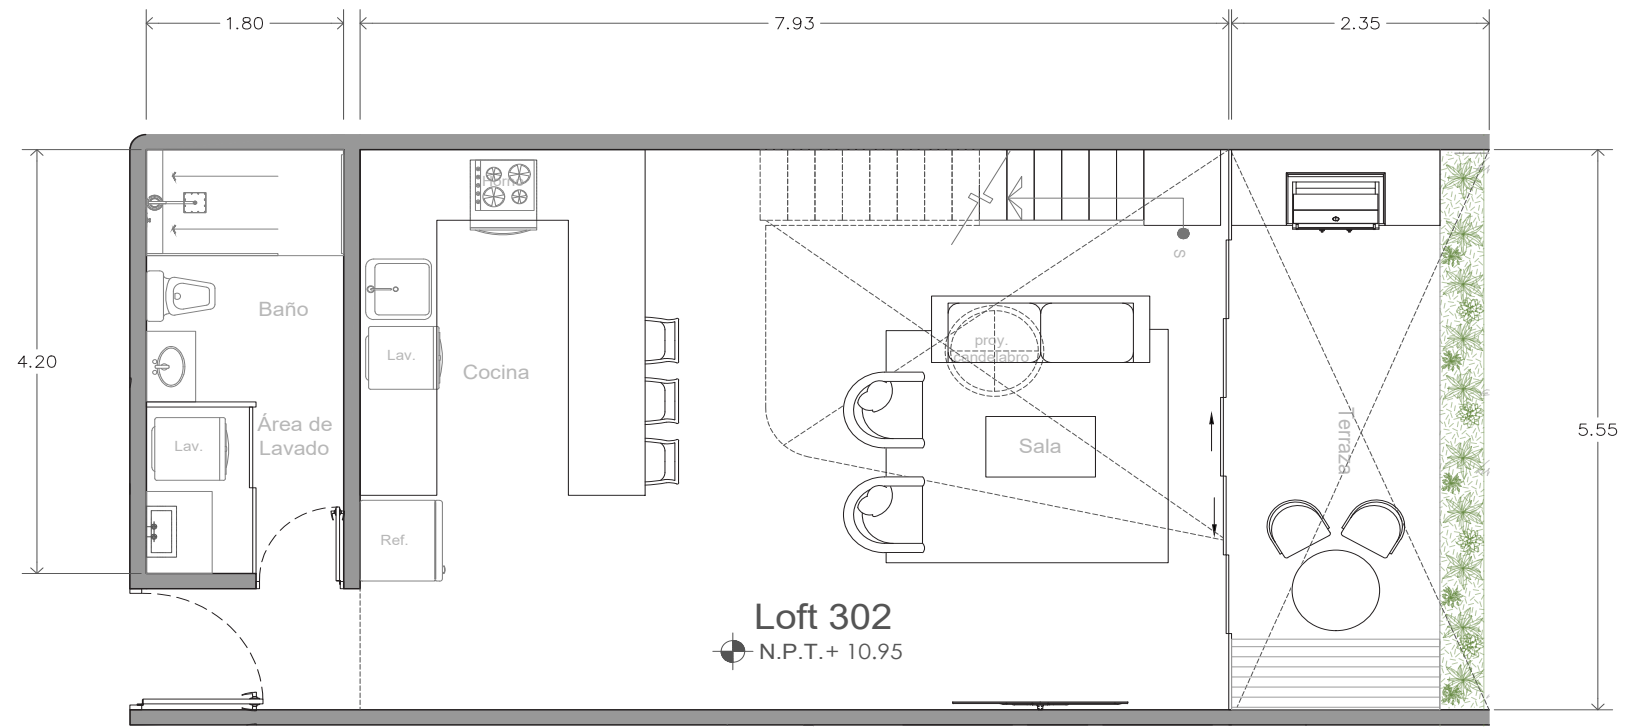 1.80
7.93
2.35
Horno
S
Baño
proy.
candelabro
Lav.
4.20
Cocina
Área de
Lavado
Lav.
Sala
Terraza
5.55
Ref.
Loft 302
N.P.T.+ 10.95